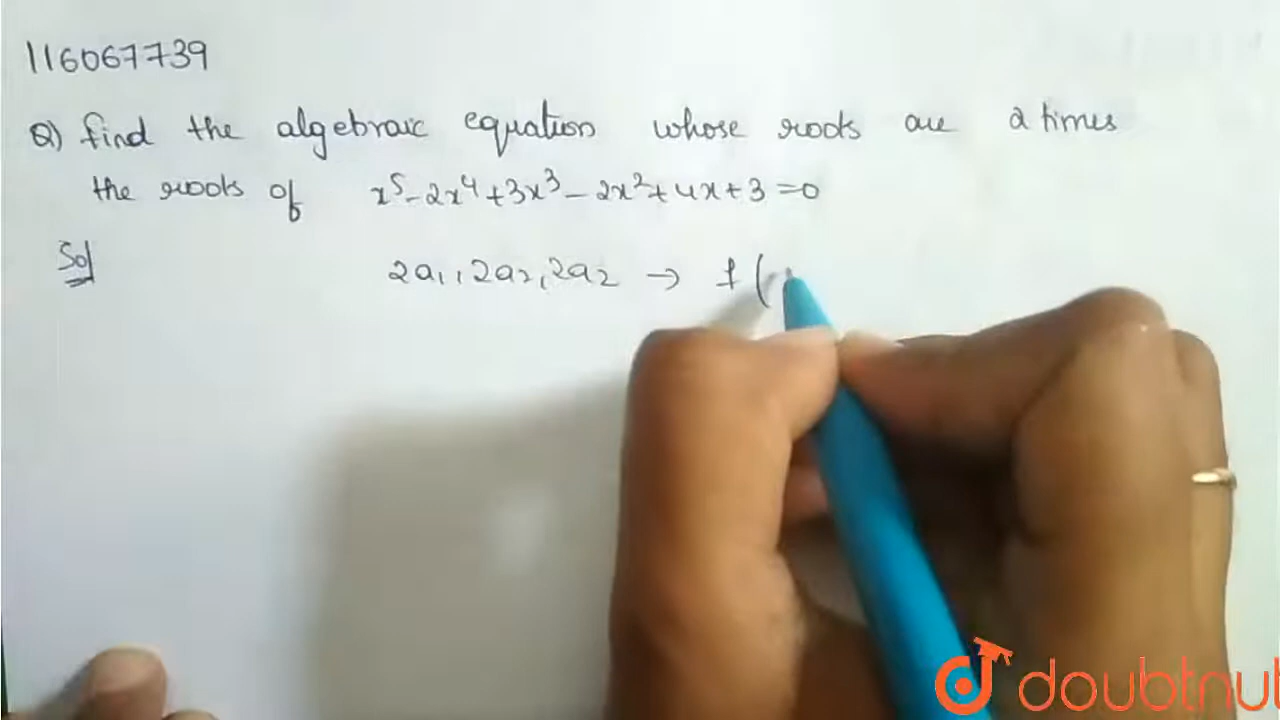 116067739
Q) find the algebraic equation whose roots are 2 times
the roots of x⁵-2x⁴+3x³-2x²+4x+3=0
Sol
2a₁, 2a₂, 2a₂ → f(
doubtnut